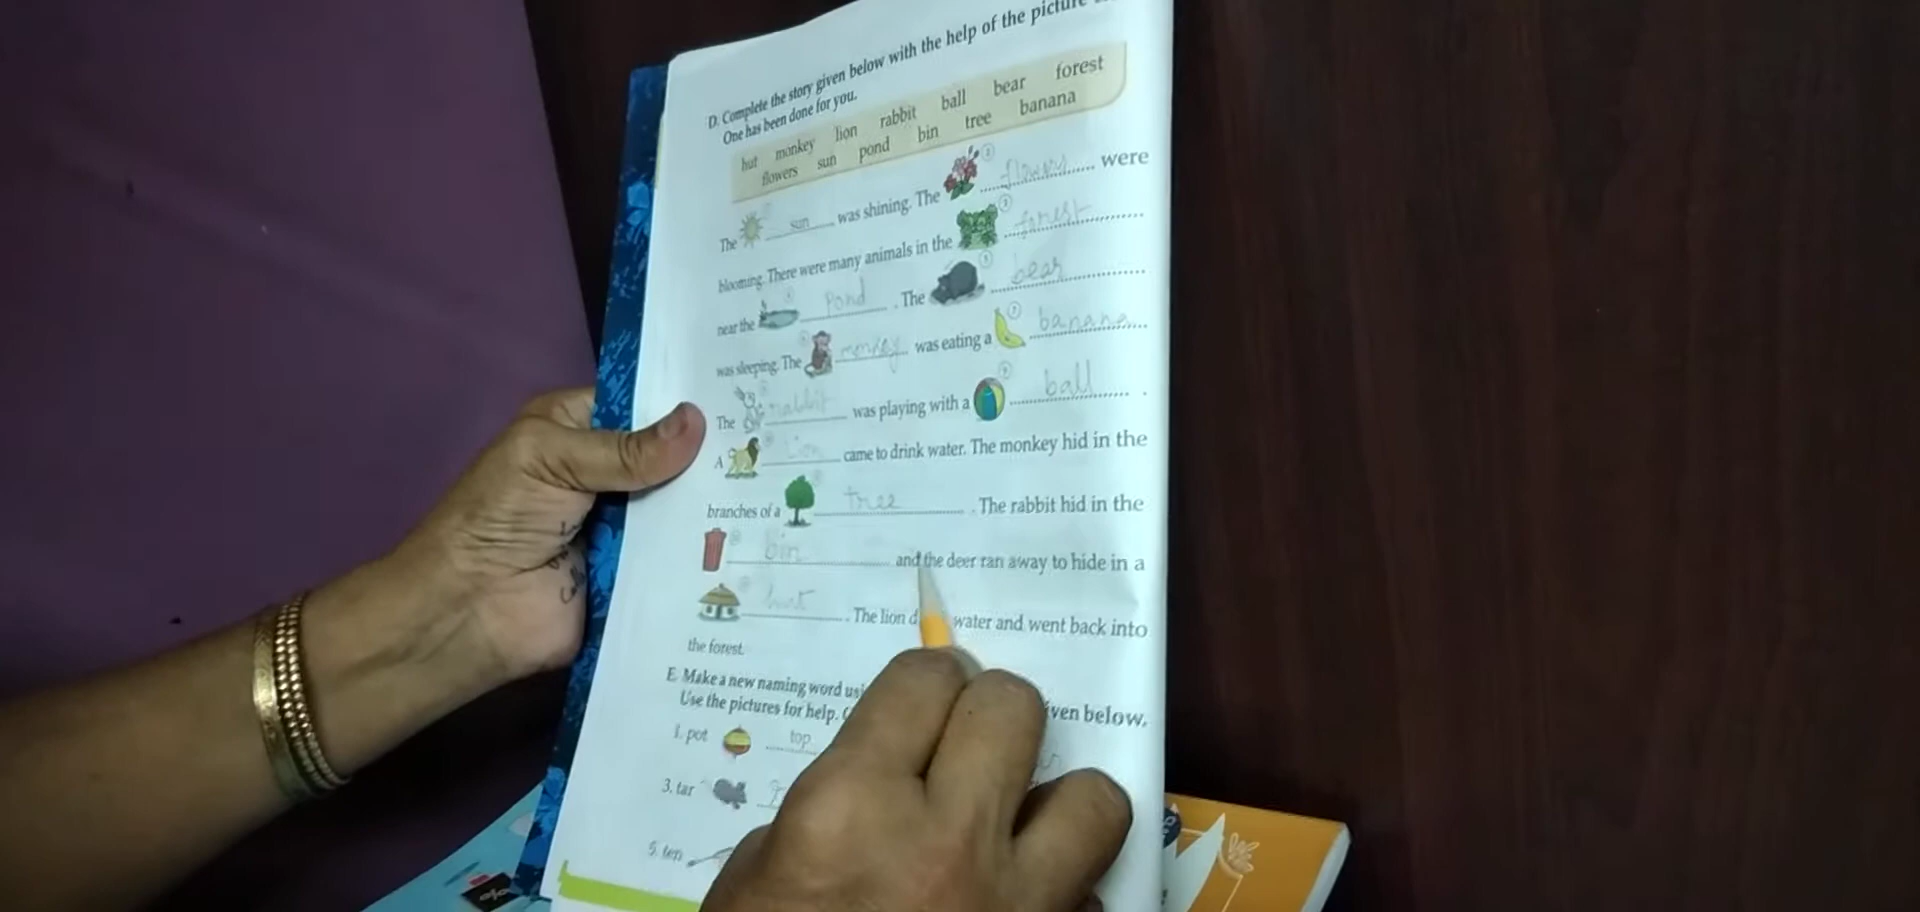 D. Complete the story given below with the help of the picture
One has been done for you.
hut monkey lion rabbit ball bear forest
flowers sun pond bin tree banana
The sun was shining. The flowers were
blooming. There were many animals in the forest
near the pond . The bear
was sleeping. The monkey was eating a banana
The rabbit was playing with a ball .
A Lion came to drink water. The monkey hid in the
branches of a tree . The rabbit hid in the
bin and the deer ran away to hide in a
hut . The lion d water and went back into
the forest.
E. Make a new naming word usi ven below.
Use the pictures for help.
1. pot top
3. tar
5. ten